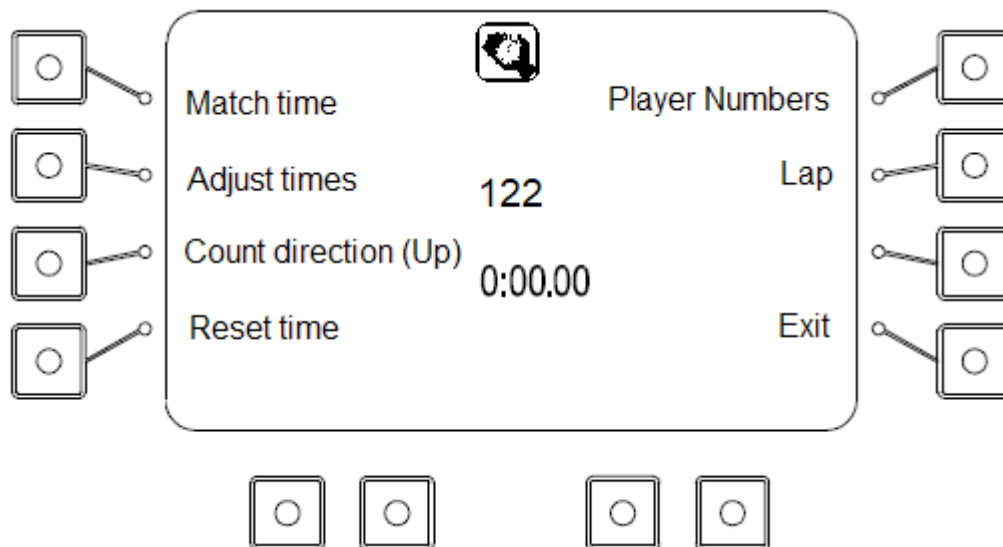 Match time
Player Numbers
Adjust times
122
Lap
Count direction (Up)
0:00.00
Reset time
Exit